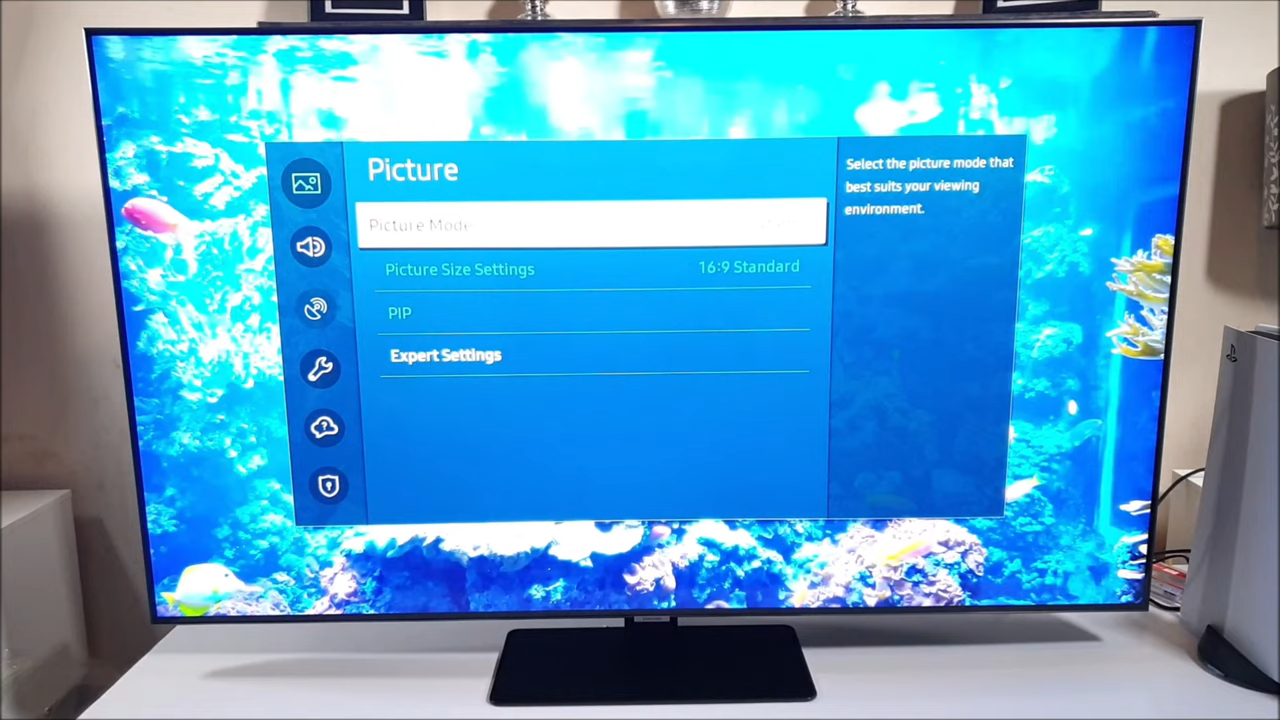 Picture
Picture Mode
Picture Size Settings 16:9 Standard
PIP
Expert Settings
Select the picture mode that
best suits your viewing
environment.